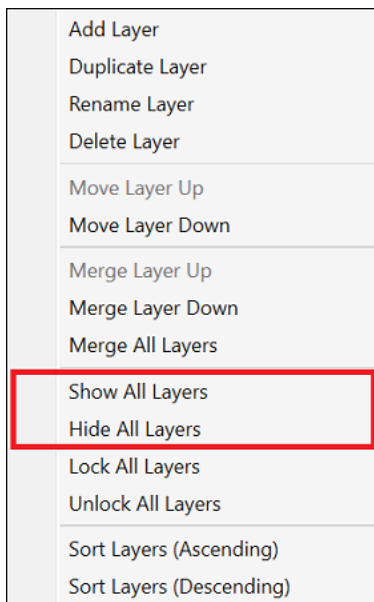 Add Layer
Duplicate Layer
Rename Layer
Delete Layer
Move Layer Up
Move Layer Down
Merge Layer Up
Merge Layer Down
Merge All Layers
Show All Layers
Hide All Layers
Lock All Layers
Unlock All Layers
Sort Layers (Ascending)
Sort Layers (Descending)